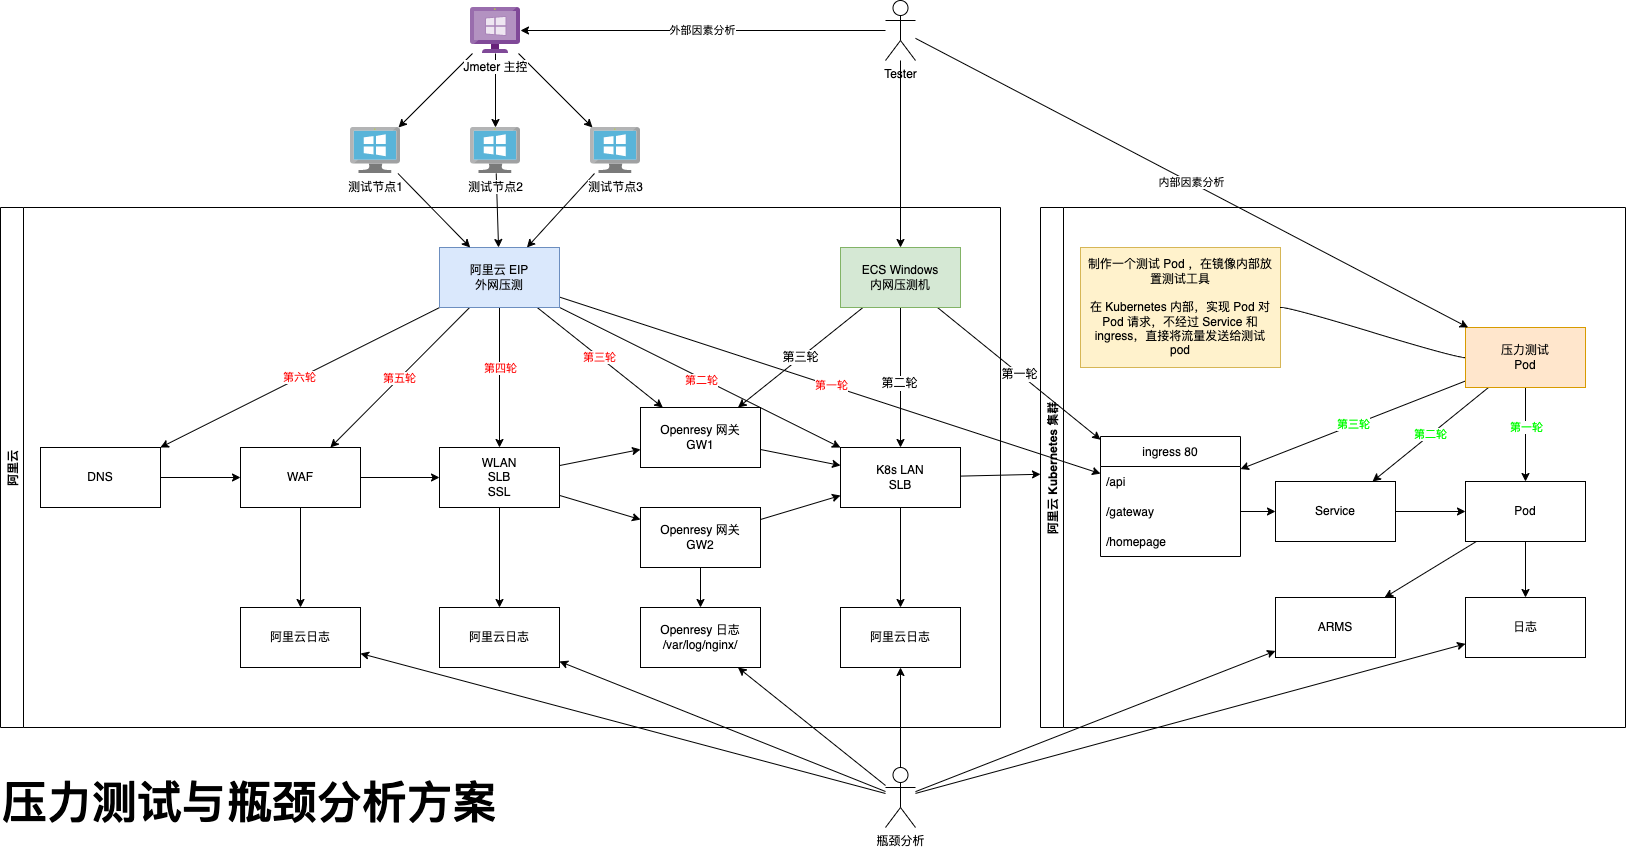 外部因素分析
Jmeter 主控
Tester
测试节点1
测试节点2
测试节点3
内部因素分析
阿里云
阿里云 EIP
外网压测
ECS Windows
内网压测机
第六轮
第五轮
第四轮
第三轮
第二轮
第一轮
第三轮
第二轮
第一轮
DNS
WAF
WLAN
SLB
SSL
Openresy 网关
GW1
Openresy 网关
GW2
K8s LAN
SLB
阿里云日志
阿里云日志
Openresy 日志
/var/log/nginx/
阿里云日志
阿里云 Kubernetes 集群
制作一个测试 Pod ，在镜像内部放
置测试工具
在 Kubernetes 内部，实现 Pod 对
Pod 请求，不经过 Service 和
ingress，直接将流量发送给测试
pod
压力测试
Pod
第三轮
第二轮
第一轮
ingress 80
/api
/gateway
/homepage
Service
Pod
ARMS
日志
压力测试与瓶颈分析方案
瓶颈分析